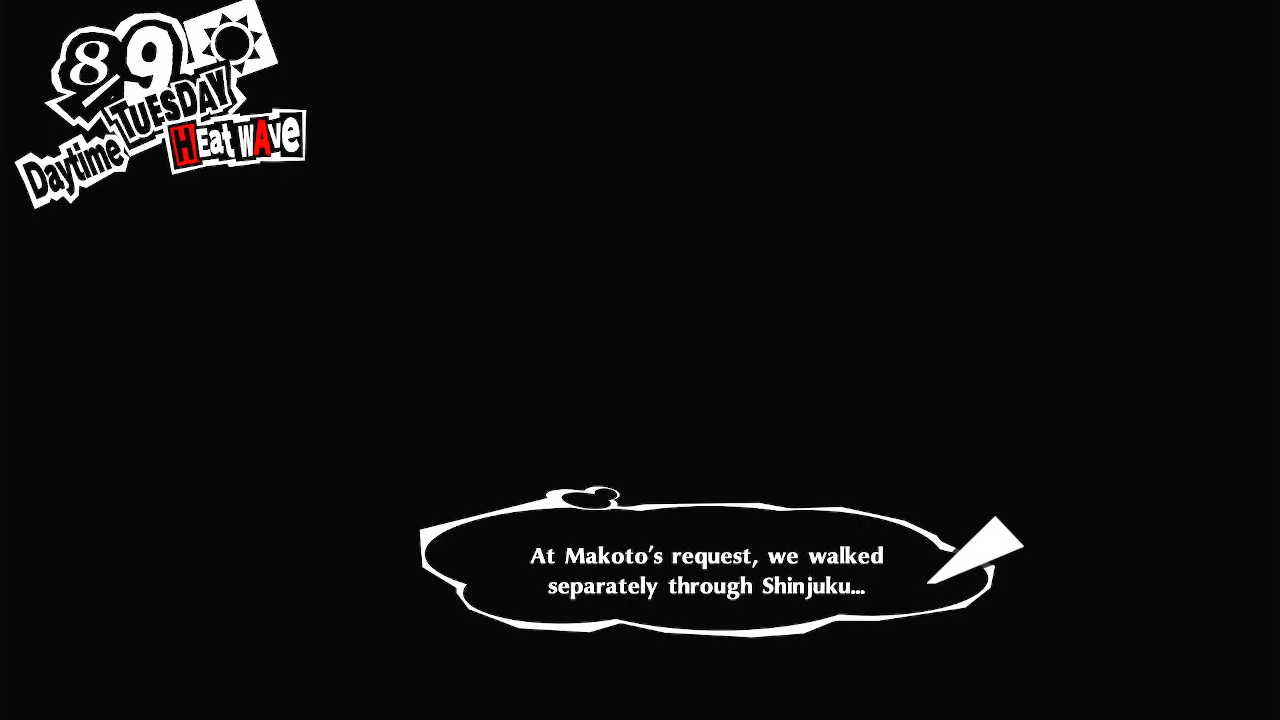 8/9
TUESDAY
Daytime
HEat wAve
At Makoto's request, we walked
separately through Shinjuku...